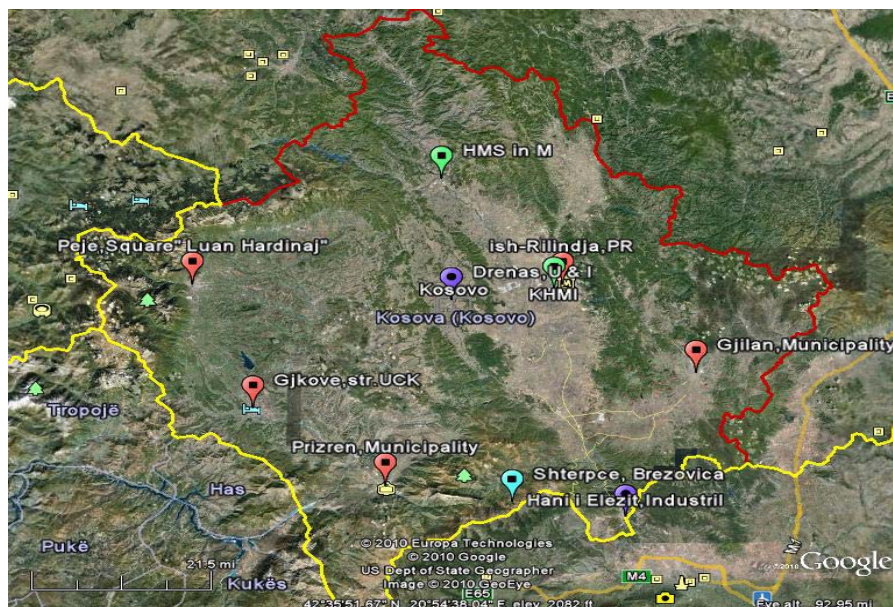 HMS in M
Peje,Square"Luan Hardinaj"
ish-Rilindja,PR
Drenas,U & I
Kosovo
KHMI
Kosova (Kosovo)
Gjilan,Municipality
Gjkove,str.UCK
Tropojë
Prizren,Municipality
Shterpce, Brezovica
Has
Hani i Elezit,Industril
Pukë
21.5 mi
Kukës
© 2010 Europa Technologies
© 2010 Google
US Dept of State Geographer
Image © 2010 GeoEye
©2010 Google
M1
M4
E65
42°35'51.67" N 20°54'38.04" E elev 2082 ft
Eye alt 92.95 mi